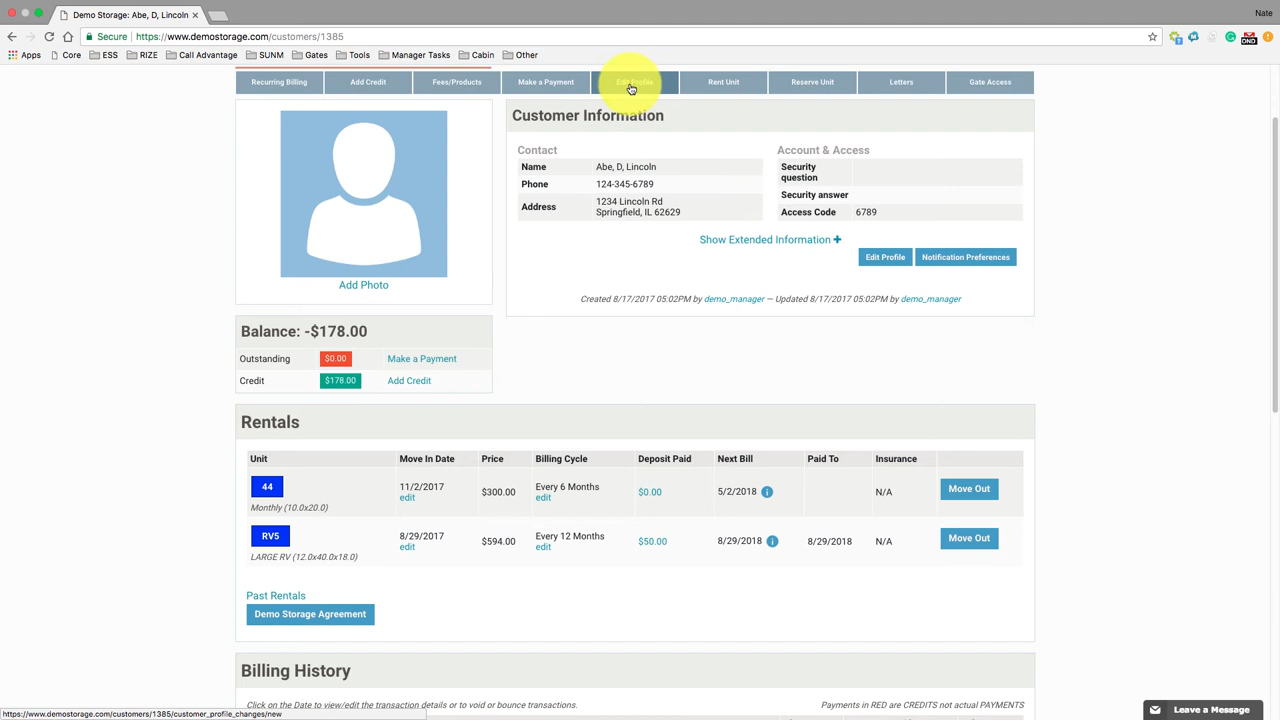 Demo Storage: Abe, D, Lincoln
Nate
Secure https://www.demostorage.com/customers/1385
Apps Core ESS RIZE Call Advantage SUNM Gates Tools Manager Tasks Cabin Other
Recurring Billing Add Credit Fees/Products Make a Payment Edit Profile Rent Unit Reserve Unit Letters Gate Access
Add Photo
Customer Information
Contact
Name Abe, D, Lincoln
Phone 124-345-6789
Address 1234 Lincoln Rd
Springfield, IL 62629
Account & Access
Security
question
Security answer
Access Code 6789
Show Extended Information
Edit Profile Notification Preferences
Created 8/17/2017 05:02PM by demo_manager — Updated 8/17/2017 05:02PM by demo_manager
Balance: -$178.00
Outstanding $0.00 Make a Payment
Credit $178.00 Add Credit
Rentals
Unit Move In Date Price Billing Cycle Deposit Paid Next Bill Paid To Insurance
44 11/2/2017 $300.00 Every 6 Months $0.00 5/2/2018 N/A Move Out
edit edit
Monthly (10.0x20.0)
RV5 8/29/2017 $594.00 Every 12 Months $50.00 8/29/2018 8/29/2018 N/A Move Out
edit edit
LARGE RV (12.0x40.0x18.0)
Past Rentals
Demo Storage Agreement
Billing History
Click on the Date to view/edit the transaction details or to void or bounce transactions. Payments in RED are CREDITS not actual PAYMENTS
https://www.demostorage.com/customers/1385/customer_profile_changes/new
Leave a Message